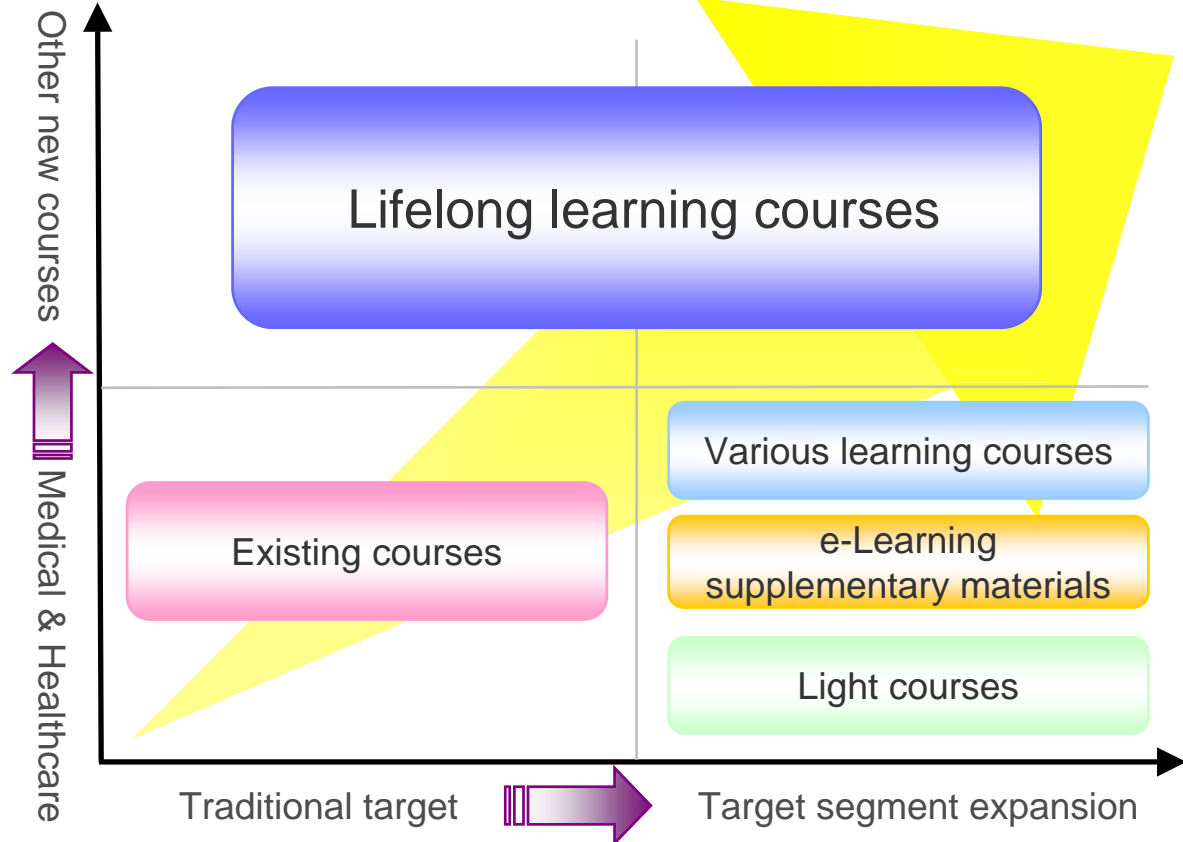 Other new courses
Medical & Healthcare
Lifelong learning courses
Various learning courses
Existing courses
e-Learning
supplementary materials
Light courses
Traditional target
Target segment expansion